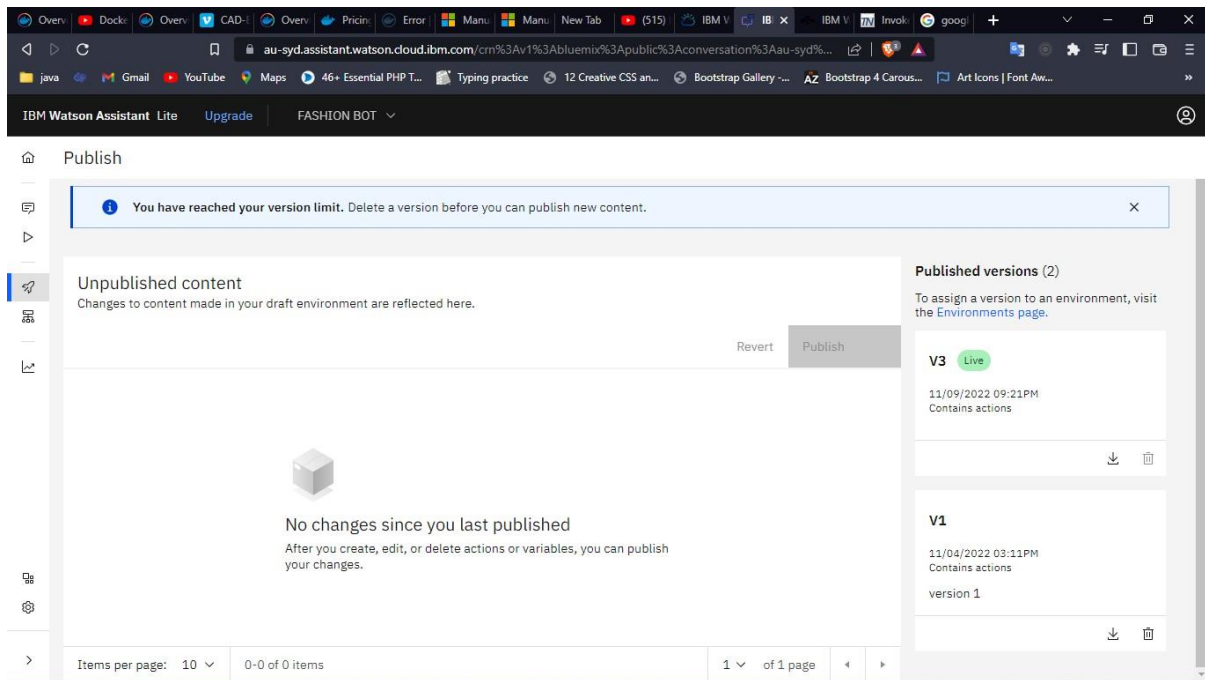 Overv
Docke
Overv
CAD-E
Overv
Pricing
Error
Manu
Manu
New Tab
(515)
IBM W
IB
IBM W
Invok
googl
au-syd.assistant.watson.cloud.ibm.com/crn%3Av1%3Abluemix%3Apublic%3Aconversation%3Aau-syd%...
java
Gmail
YouTube
Maps
46+ Essential PHP T...
Typing practice
12 Creative CSS an...
Bootstrap Gallery -...
Bootstrap 4 Carous...
Art Icons | Font Aw...
»
IBM Watson Assistant Lite
Upgrade
FASHION BOT
Publish
You have reached your version limit. Delete a version before you can publish new content.
Unpublished content
Changes to content made in your draft environment are reflected here.
Revert
Publish
No changes since you last published
After you create, edit, or delete actions or variables, you can publish
your changes.
Items per page: 10
0-0 of 0 items
1 of 1 page
Published versions (2)
To assign a version to an environment, visit
the Environments page.
V3 Live
11/09/2022 09:21PM
Contains actions
V1
11/04/2022 03:11PM
Contains actions
version 1